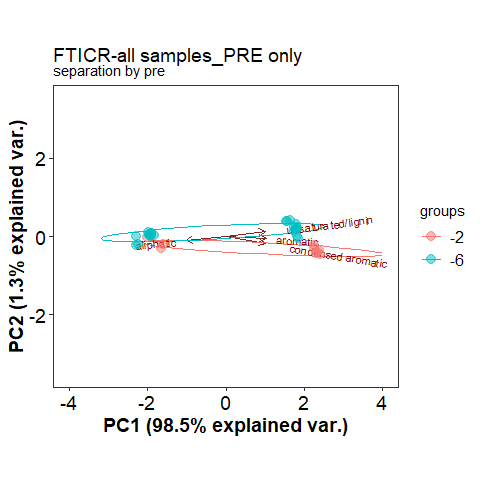 FTICR-all samples_PRE only
separation by pre
PC2 (1.3% explained var.)
2
0
-2
-4
-2
0
2
4
PC1 (98.5% explained var.)
aliphatic
aromatic
condensed aromatic
groups
-2
-6